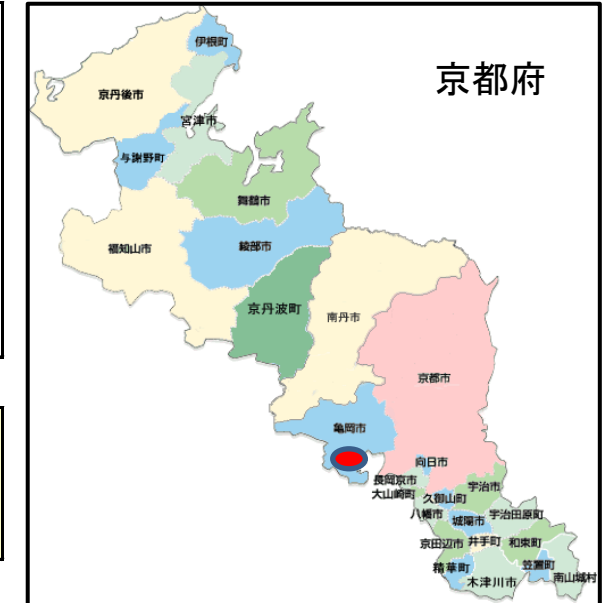 京都府
伊根町
京丹後市
宮津市
与謝野町
舞鶴市
福知山市
綾部市
京丹波町
南丹市
京都市
亀岡市
向日市
長岡京市
大山崎町
宇治市
久御山町
八幡市
城陽市
宇治田原町
京田辺市
井手町
和束町
精華町
笠置町
木津川市
南山城村